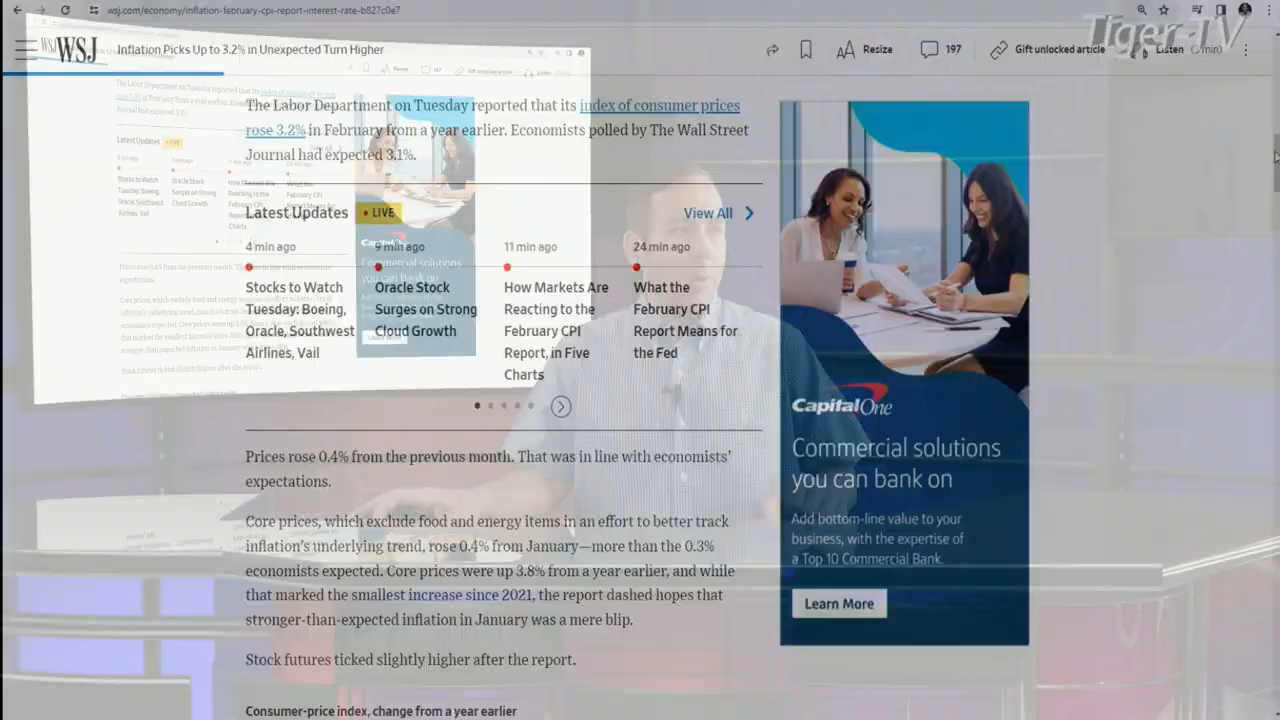 wsj.com/economy/inflation-february-cpi-report-interest-rate-b827c0e7
Tiger-TV
WSJ
Inflation Picks Up to 3.2% in Unexpected Turn Higher
Resize
197
Gift unlocked article
Listen
The Labor Department on Tuesday reported that its index of consumer prices
rose 3.2% in February from a year earlier. Economists polled by The Wall Street
Journal had expected 3.1%.
Latest Updates
• LIVE
View All
4 min ago
9 min ago
11 min ago
24 min ago
Stocks to Watch
Tuesday: Boeing,
Oracle, Southwest
Airlines, Vail
Oracle Stock
Surges on Strong
Cloud Growth
How Markets Are
Reacting to the
February CPI
Report, in Five
Charts
What the
February CPI
Report Means for
the Fed
Prices rose 0.4% from the previous month. That was in line with economists’
expectations.
Core prices, which exclude food and energy items in an effort to better track
inflation’s underlying trend, rose 0.4% from January—more than the 0.3%
economists expected. Core prices were up 3.8% from a year earlier, and while
that marked the smallest increase since 2021, the report dashed hopes that
stronger-than-expected inflation in January was a mere blip.
Stock futures ticked slightly higher after the report.
Consumer-price index, change from a year earlier
Capital One
Commercial solutions
you can bank on
Add bottom-line value to your
business, with the expertise of
a Top 10 Commercial Bank.
Learn More